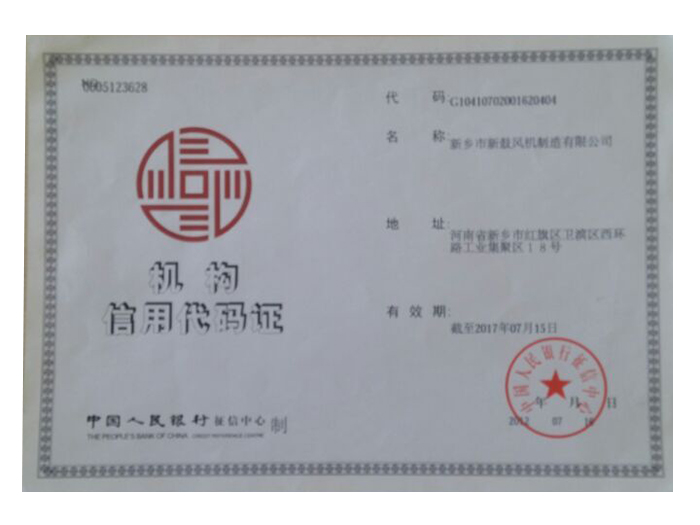 0005123628
机 构
信用代码证
中国人民银行 征信中心 制
THE PEOPLE'S BANK OF CHINA CREDIT REFERENCE CENTER
代 码: G10410702001620404
名 称: 新乡市新鼓风机制造有限公司
地 址: 河南省新乡市红旗区卫滨区西环
路工业集聚区18号
有 效 期:
截至2017年07月15日
中国人民银行征信中心
年 月 日
2012 07 16